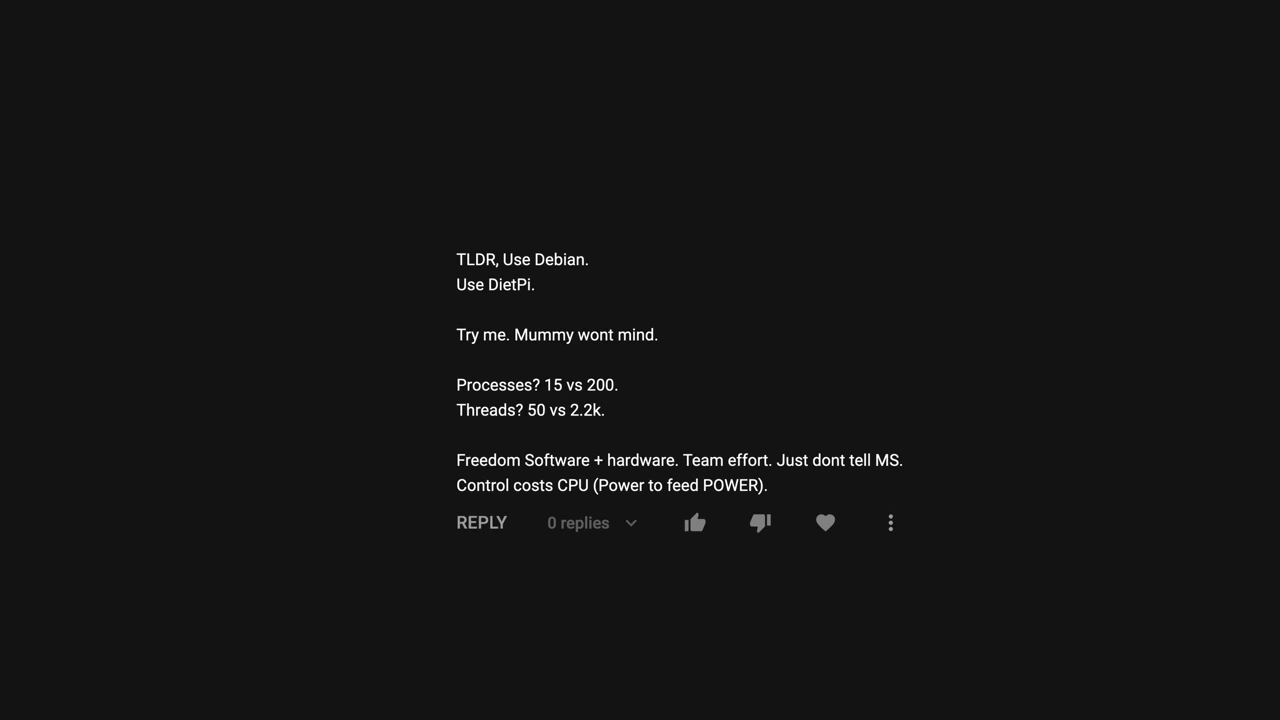 TLDR, Use Debian.
Use DietPi.
Try me. Mummy wont mind.
Processes? 15 vs 200.
Threads? 50 vs 2.2k.
Freedom Software + hardware. Team effort. Just dont tell MS.
Control costs CPU (Power to feed POWER).
REPLY 0 replies